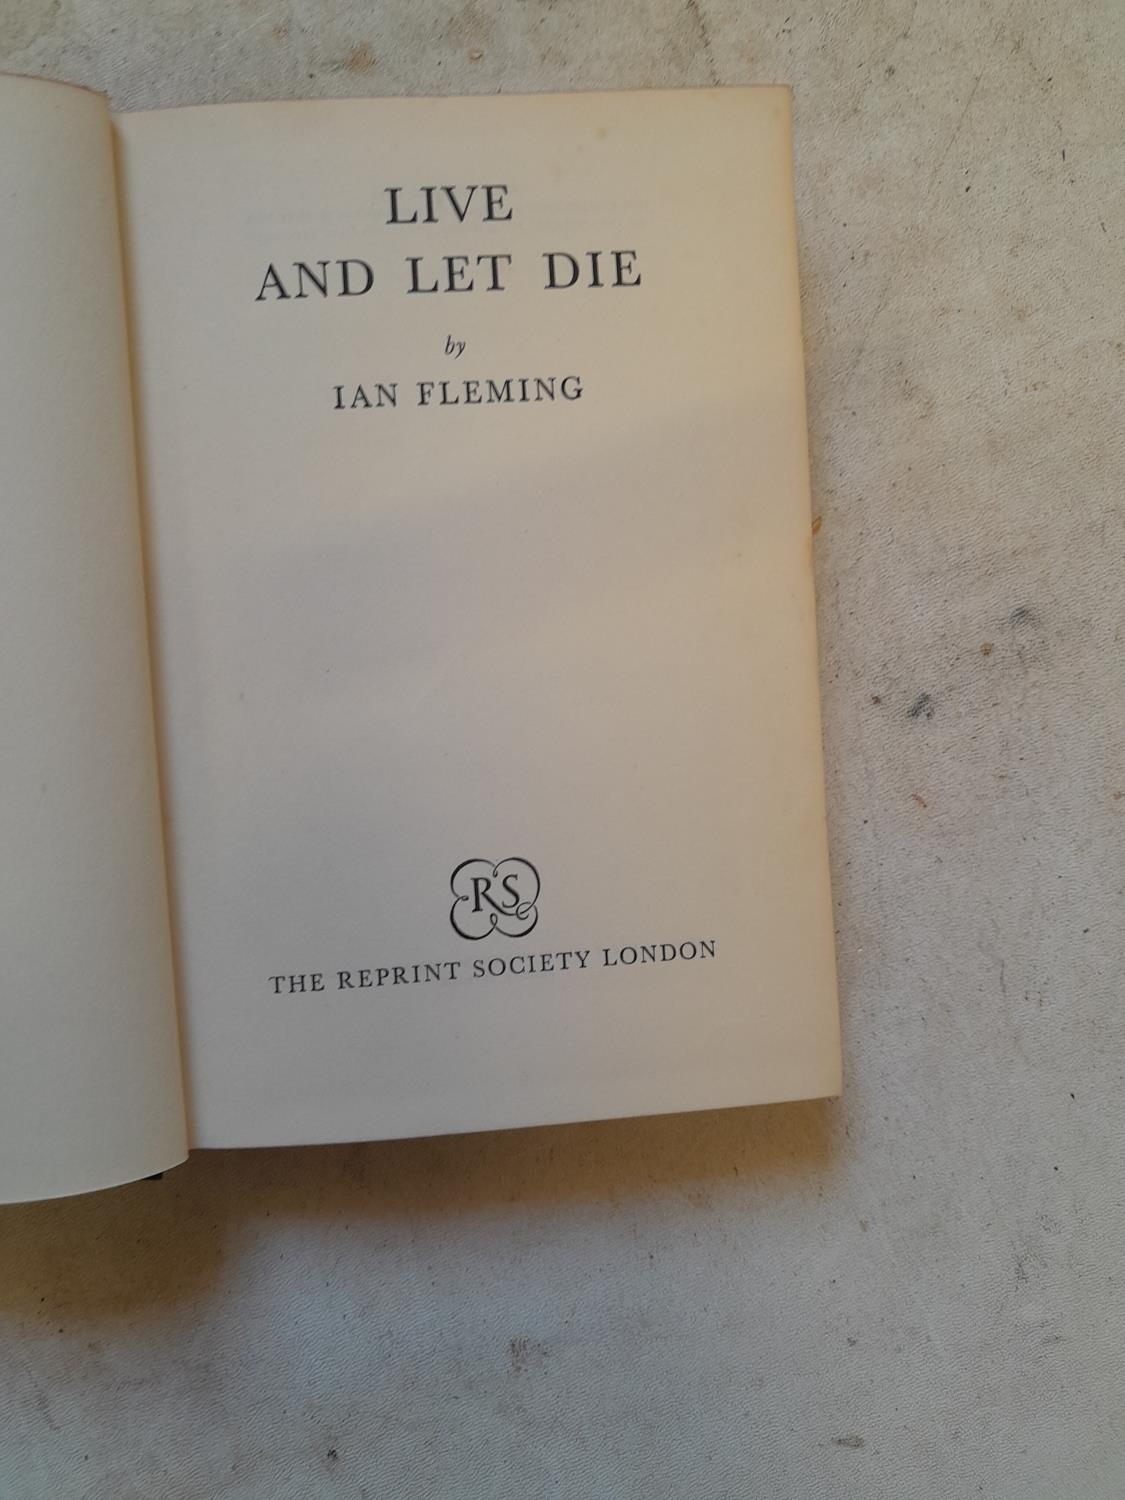 LIVE
AND LET DIE
by
IAN FLEMING
RS
THE REPRINT SOCIETY LONDON